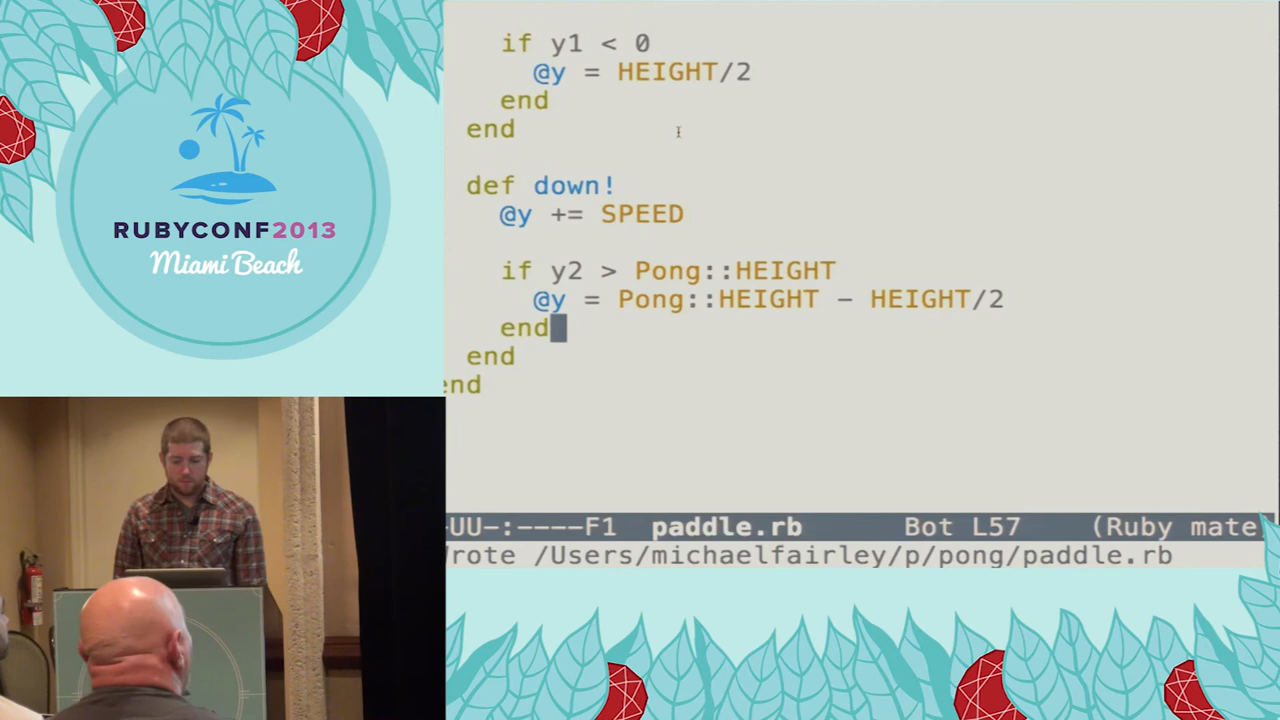 RUBYCONF2013
Miami Beach
if y1 < 0
@y = HEIGHT/2
end
end
def down!
@y += SPEED
if y2 > Pong::HEIGHT
@y = Pong::HEIGHT - HEIGHT/2
end
end
end
-UU-:----F1 paddle.rb Bot L57 (Ruby mate
rote /Users/michaelfairley/p/pong/paddle.rb